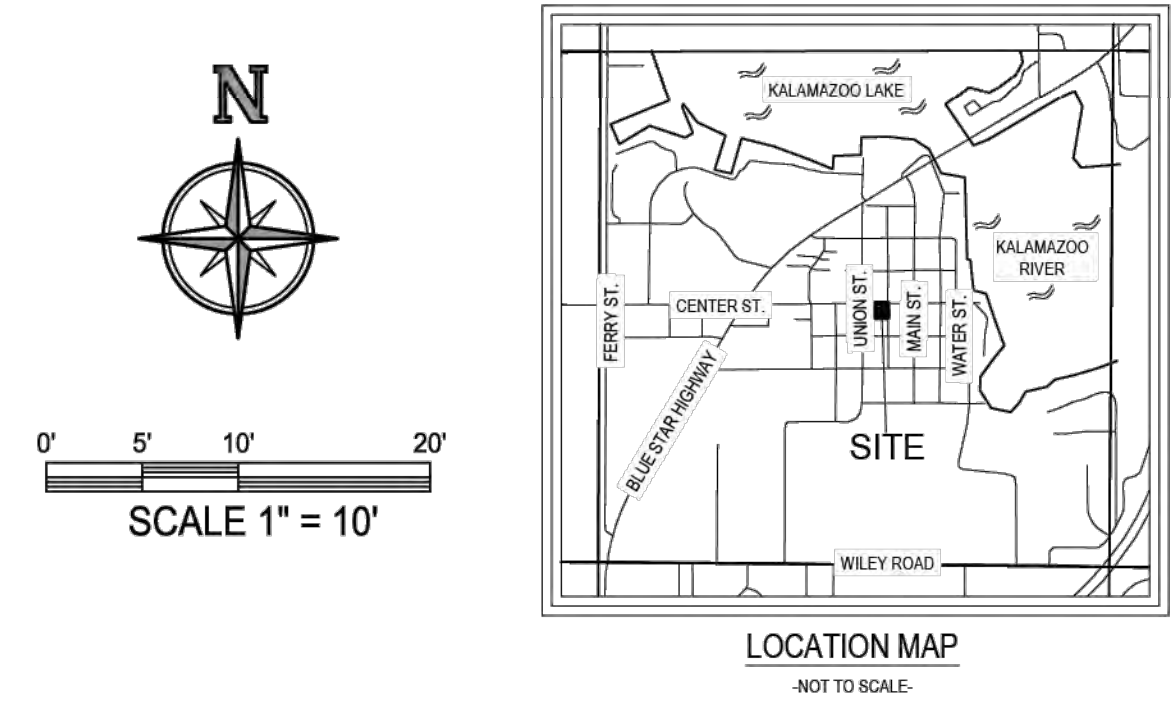 N
0' 5' 10' 20'
SCALE 1" = 10'
KALAMAZOO LAKE
KALAMAZOO
RIVER
FERRY ST.
CENTER ST.
UNION ST.
MAIN ST.
WATER ST.
BLUE STAR HIGHWAY
SITE
WILEY ROAD
LOCATION MAP
-NOT TO SCALE-